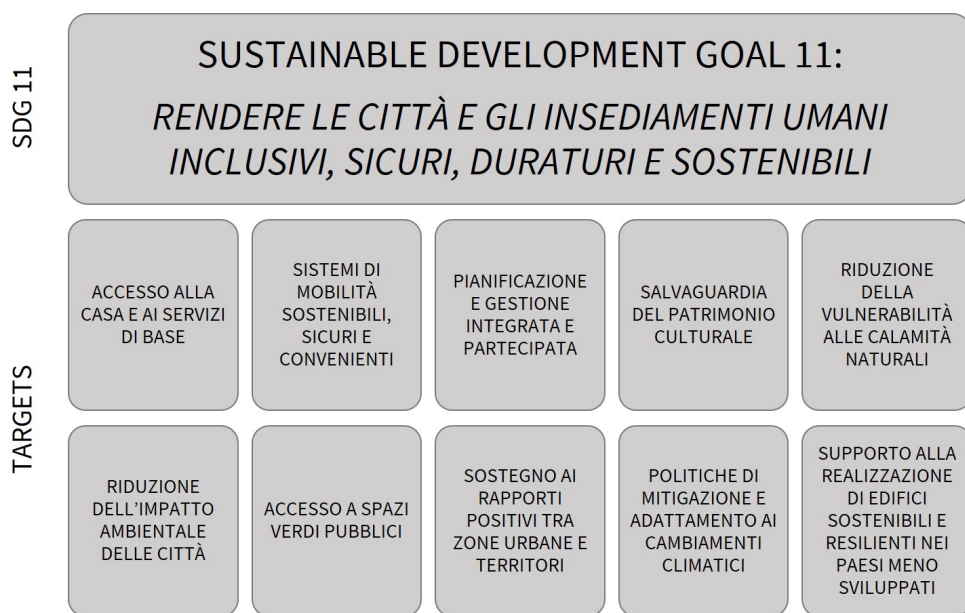 SDG 11
SUSTAINABLE DEVELOPMENT GOAL 11:
RENDERE LE CITTÀ E GLI INSEDIAMENTI UMANI
INCLUSIVI, SICURI, DURATURI E SOSTENIBILI
TARGETS
ACCESSO ALLA
CASA E AI SERVIZI
DI BASE
SISTEMI DI
MOBILITÀ
SOSTENIBILI,
SICURI E
CONVENIENTI
PIANIFICAZIONE
E GESTIONE
INTEGRATA E
PARTECIPATA
SALVAGUARDIA
DEL PATRIMONIO
CULTURALE
RIDUZIONE
DELLA
VULNERABILITÀ
ALLE CALAMITÀ
NATURALI
RIDUZIONE
DELL'IMPATTO
AMBIENTALE
DELLE CITTÀ
ACCESSO A SPAZI
VERDI PUBBLICI
SOSTEGNO AI
RAPPORTI
POSITIVI TRA
ZONE URBANE E
TERRITORI
POLITICHE DI
MITIGAZIONE E
ADATTAMENTO AI
CAMBIAMENTI
CLIMATICI
SUPPORTO ALLA
REALIZZAZIONE
DI EDIFICI
SOSTENIBILI E
RESILIENTI NEI
PAESI MENO
SVILUPPATI